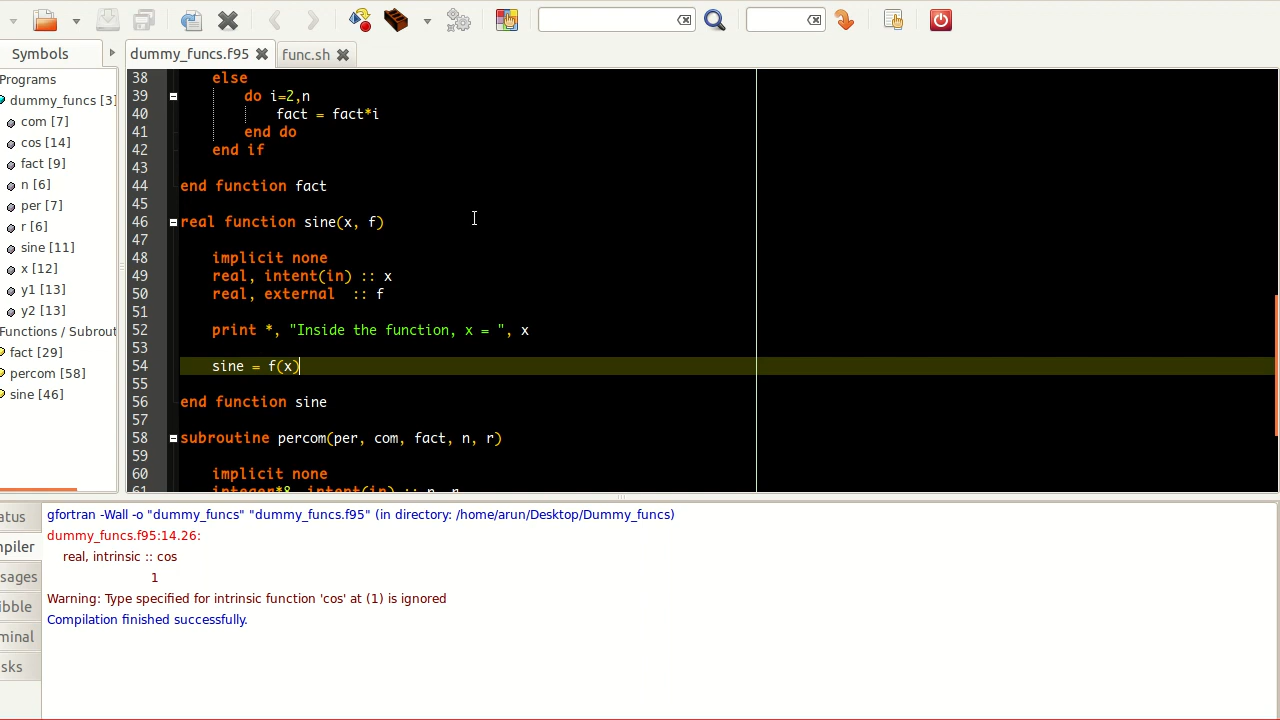 Symbols
dummy_funcs.f95
func.sh
Programs
dummy_funcs [3]
com [7]
cos [14]
fact [9]
n [6]
per [7]
r [6]
sine [11]
x [12]
y1 [13]
y2 [13]
Functions / Subrout
fact [29]
percom [58]
sine [46]
38 else
39 do i=2,n
40 fact = fact*i
41 end do
42 end if
43
44 end function fact
45
46 real function sine(x, f)
47
48 implicit none
49 real, intent(in) :: x
50 real, external  :: f
51
52 print *, "Inside the function, x = ", x
53
54 sine = f(x)
55
56 end function sine
57
58 subroutine percom(per, com, fact, n, r)
59
60 implicit none
61 integer*8, intent(in) :: n, r
atus
mpiler
sages
ibble
minal
sks
gfortran -Wall -o "dummy_funcs" "dummy_funcs.f95" (in directory: /home/arun/Desktop/Dummy_funcs)
dummy_funcs.f95:14.26:
real, intrinsic :: cos
1
Warning: Type specified for intrinsic function 'cos' at (1) is ignored
Compilation finished successfully.